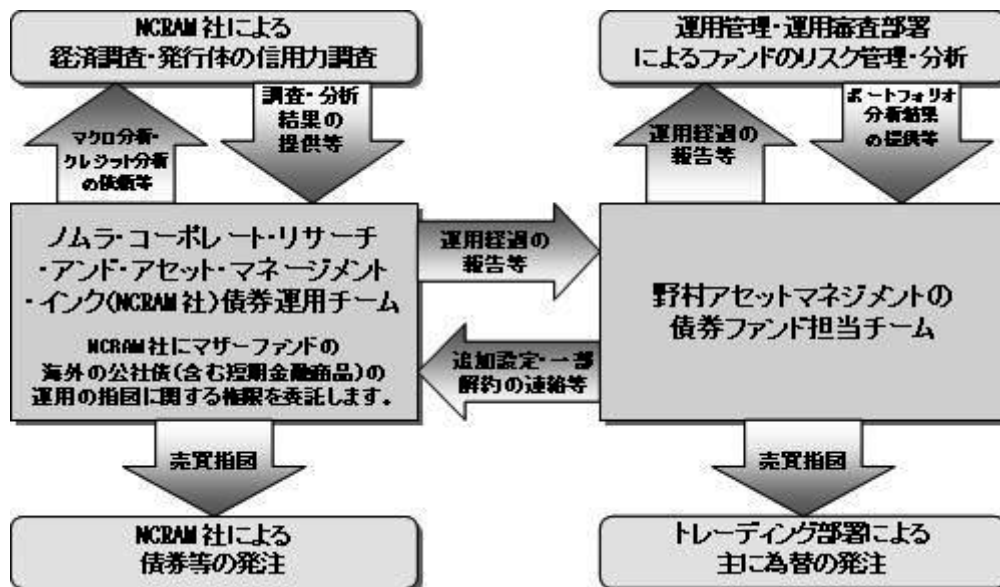 NCRAM社による
経済調査・発行体の信用力調査
運用管理・運用審査部署
によるファンドのリスク管理・分析
マクロ分析・
クレジット分析
の依頼等
調査・分析
結果の
提供等
運用経過の
報告等
ポートフォリオ
分析結果
の提供等
ノムラ・コーポレート・リサーチ
・アンド・アセット・マネージメント
・インク(NCRAM社)債券運用チーム
NCRAM社にマザーファンドの
海外の公社債(含む短期金融商品)の
運用の指図に関する権限を委託します。
運用経過の
報告等
追加設定・一部
解約の連絡等
野村アセットマネジメントの
債券ファンド担当チーム
売買指図
売買指図
NCRAM社による
債券等の発注
トレーディング部署による
主に為替の発注